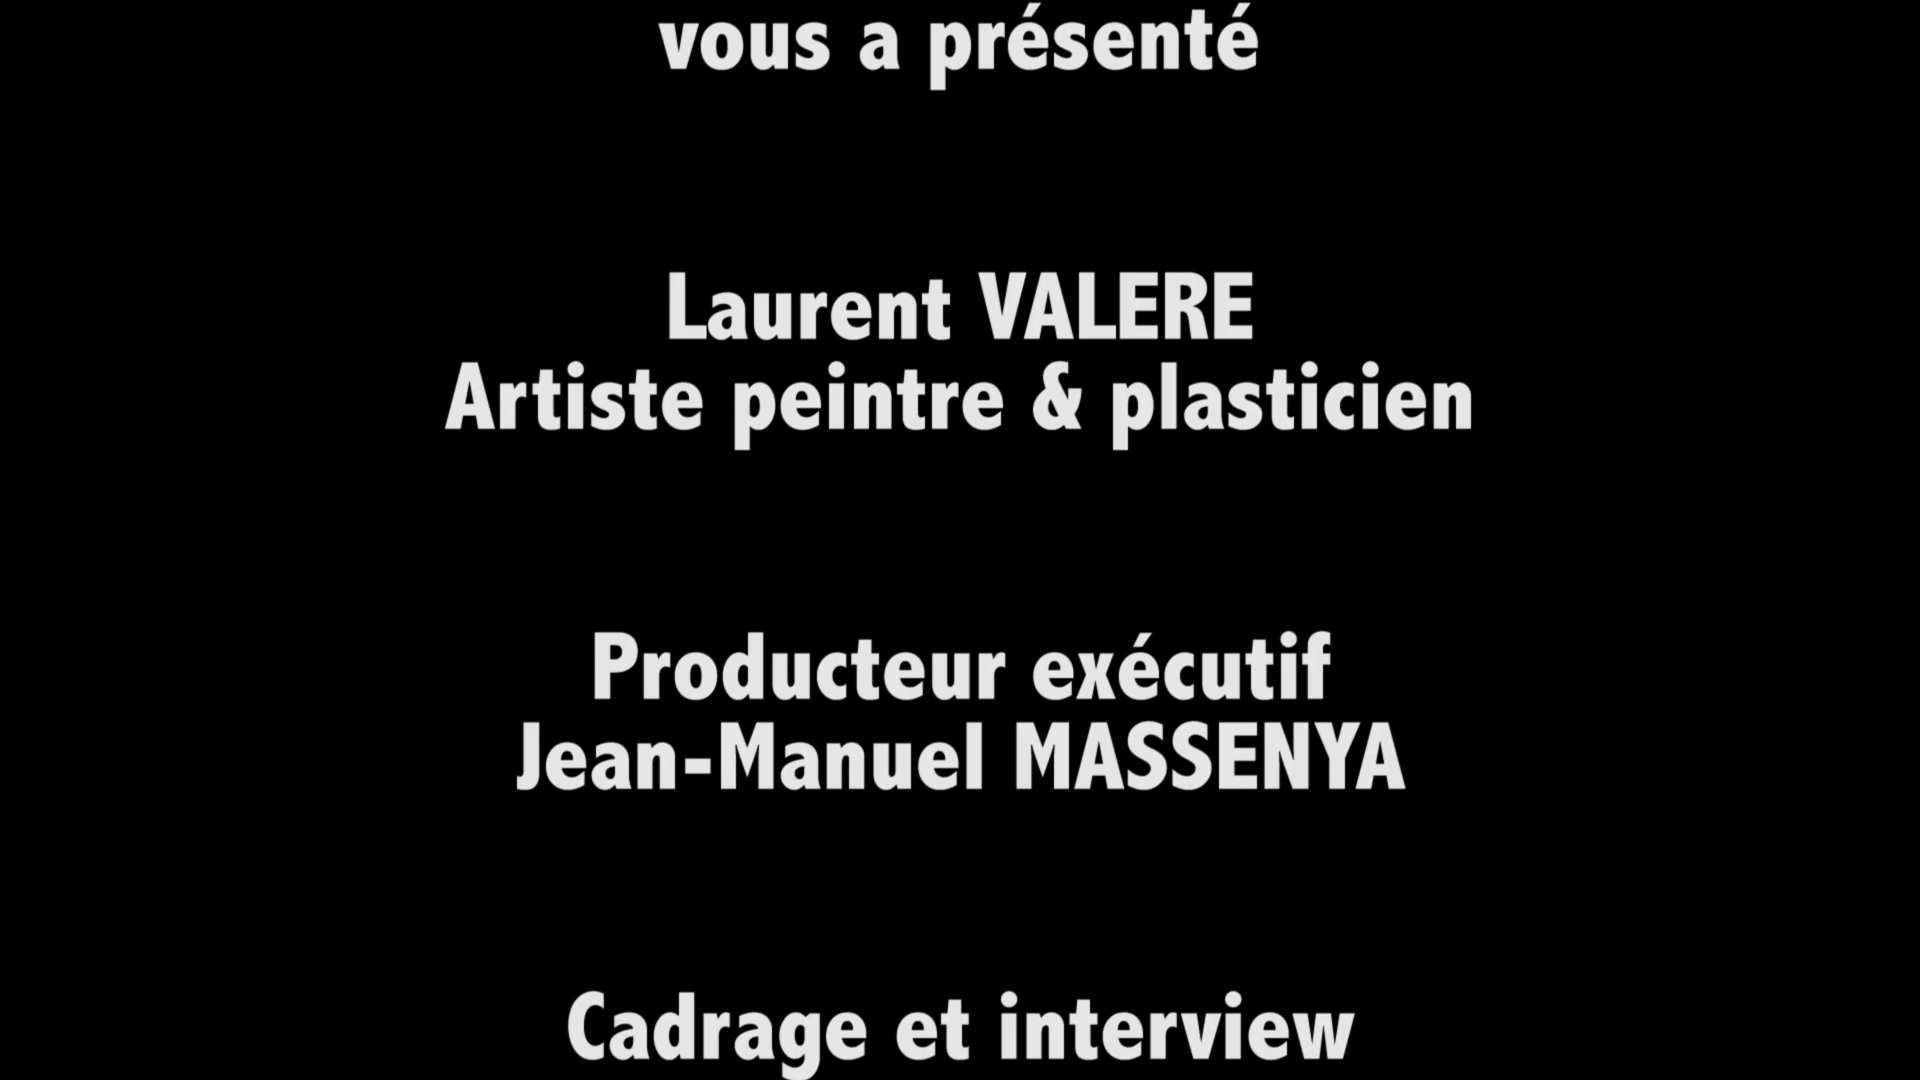 vous a présenté
Laurent VALERE
Artiste peintre & plasticien
Producteur exécutif
Jean-Manuel MASSENYA
Cadrage et interview